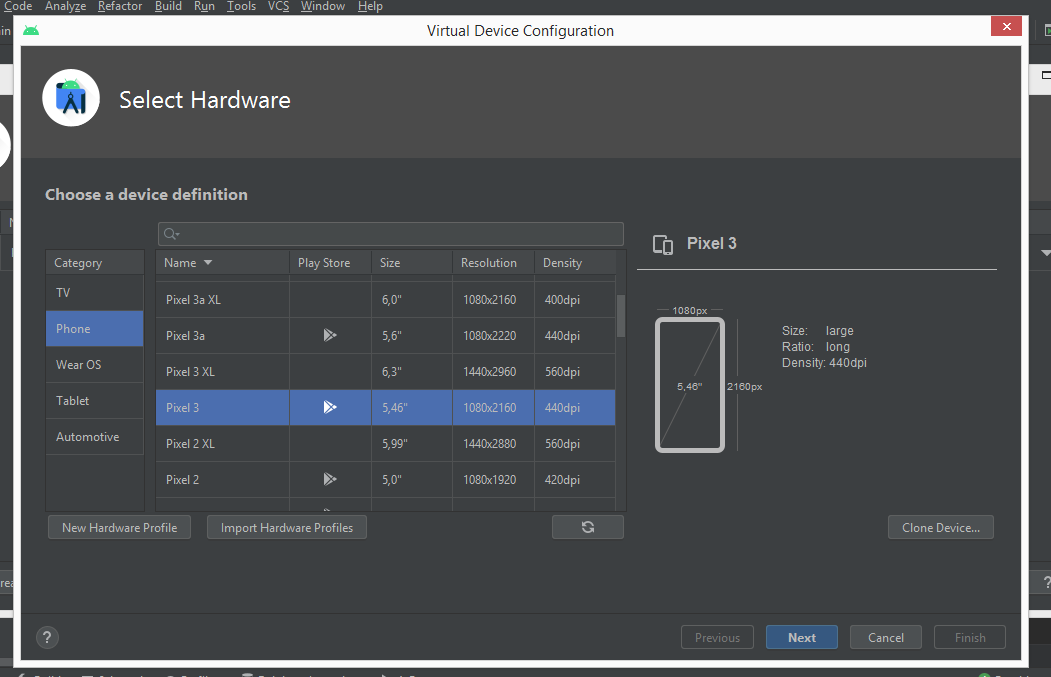 Code Analyze Refactor Build Run Tools VCS Window Help
Virtual Device Configuration
Select Hardware
Choose a device definition
Category
TV
Phone
Wear OS
Tablet
Automotive
Name Play Store Size Resolution Density
Pixel 3a XL 6,0" 1080x2160 400dpi
Pixel 3a 5,6" 1080x2220 440dpi
Pixel 3 XL 6,3" 1440x2960 560dpi
Pixel 3 5,46" 1080x2160 440dpi
Pixel 2 XL 5,99" 1440x2880 560dpi
Pixel 2 5,0" 1080x1920 420dpi
Pixel 3
1080px
5,46"
2160px
Size: large
Ratio: long
Density: 440dpi
New Hardware Profile Import Hardware Profiles Clone Device...
? Previous Next Cancel Finish